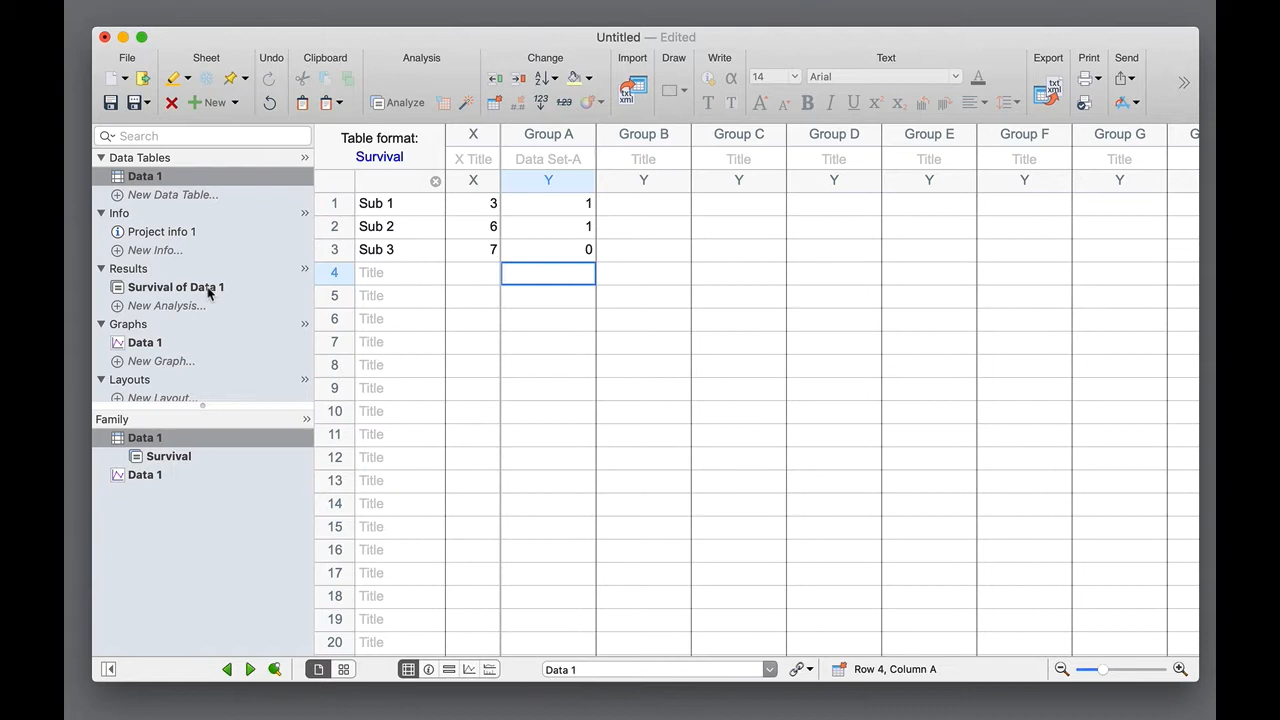 Untitled — Edited
File Sheet Undo Clipboard Analysis Change Import Draw Write Text Export Print Send
14 Arial
New Analyze
Search
Data Tables
Data 1
New Data Table...
Info
Project info 1
New Info...
Results
Survival of Data 1
New Analysis...
Graphs
Data 1
New Graph...
Layouts
New Layout...
Family
Data 1
Survival
Data 1
Table format:
Survival
X Group A Group B Group C Group D Group E Group F Group G G
X Title Data Set-A Title Title Title Title Title Title
X Y Y Y Y Y Y Y
1 Sub 1 3 1
2 Sub 2 6 1
3 Sub 3 7 0
4 Title
5 Title
6 Title
7 Title
8 Title
9 Title
10 Title
11 Title
12 Title
13 Title
14 Title
15 Title
16 Title
17 Title
18 Title
19 Title
20 Title
Data 1 Row 4, Column A